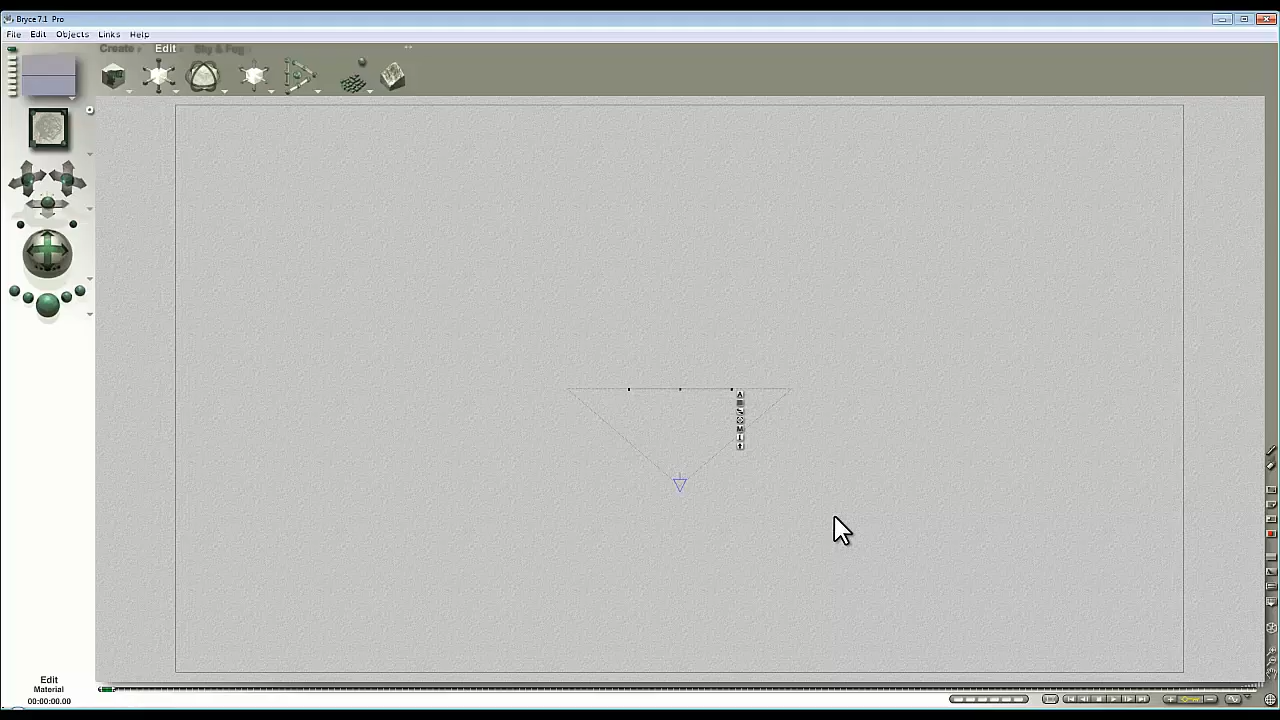 Bryce 7.1 Pro
File Edit Objects Links Help
Create Edit Sky & Fog
A
M
Edit
Material
00:00:00.00